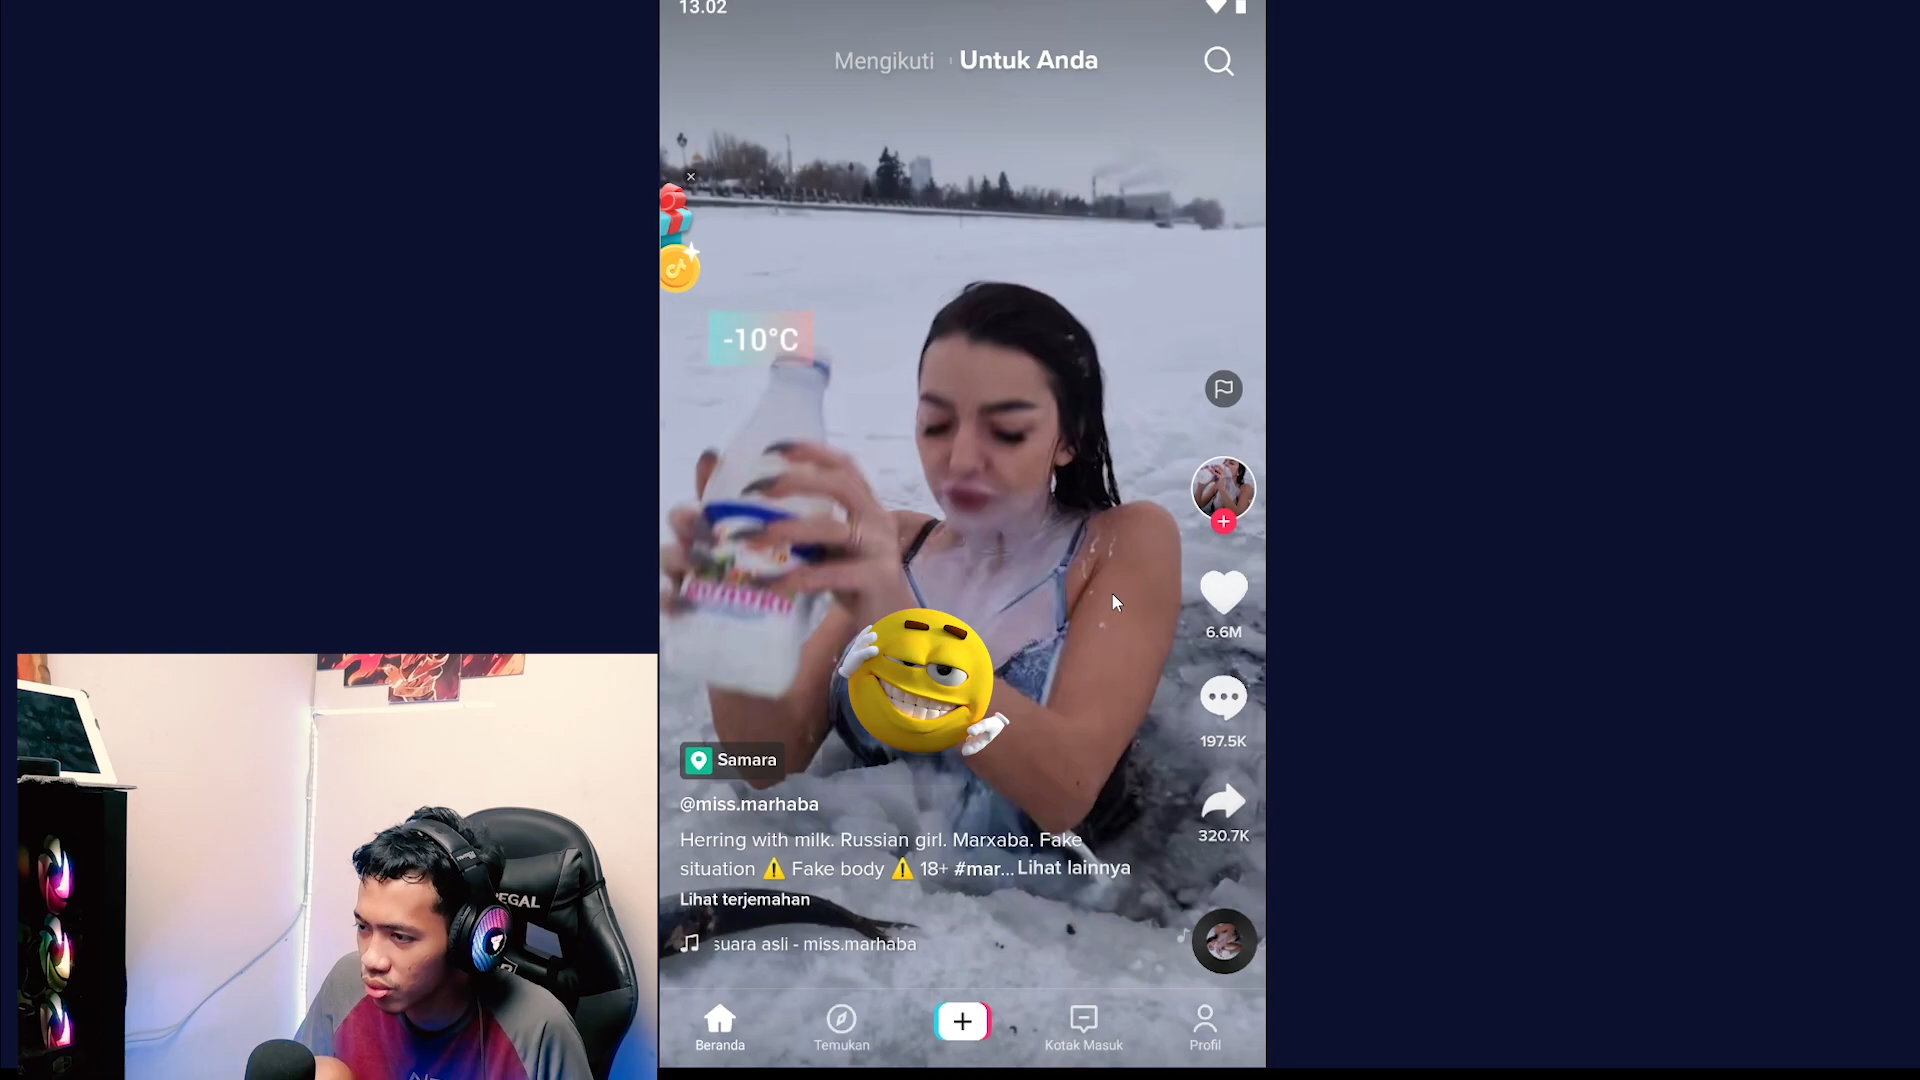 13.02
Mengikuti
Untuk Anda
-10°C
6.6M
197.5K
Samara
@miss.marhaba
320.7K
Herring with milk. Russian girl. Marxaba. Fake
situation ⚠️ Fake body ⚠️ 18+ #mar... Lihat lainnya
Lihat terjemahan
suara asli - miss.marhaba
Beranda
Temukan
Kotak Masuk
Profil